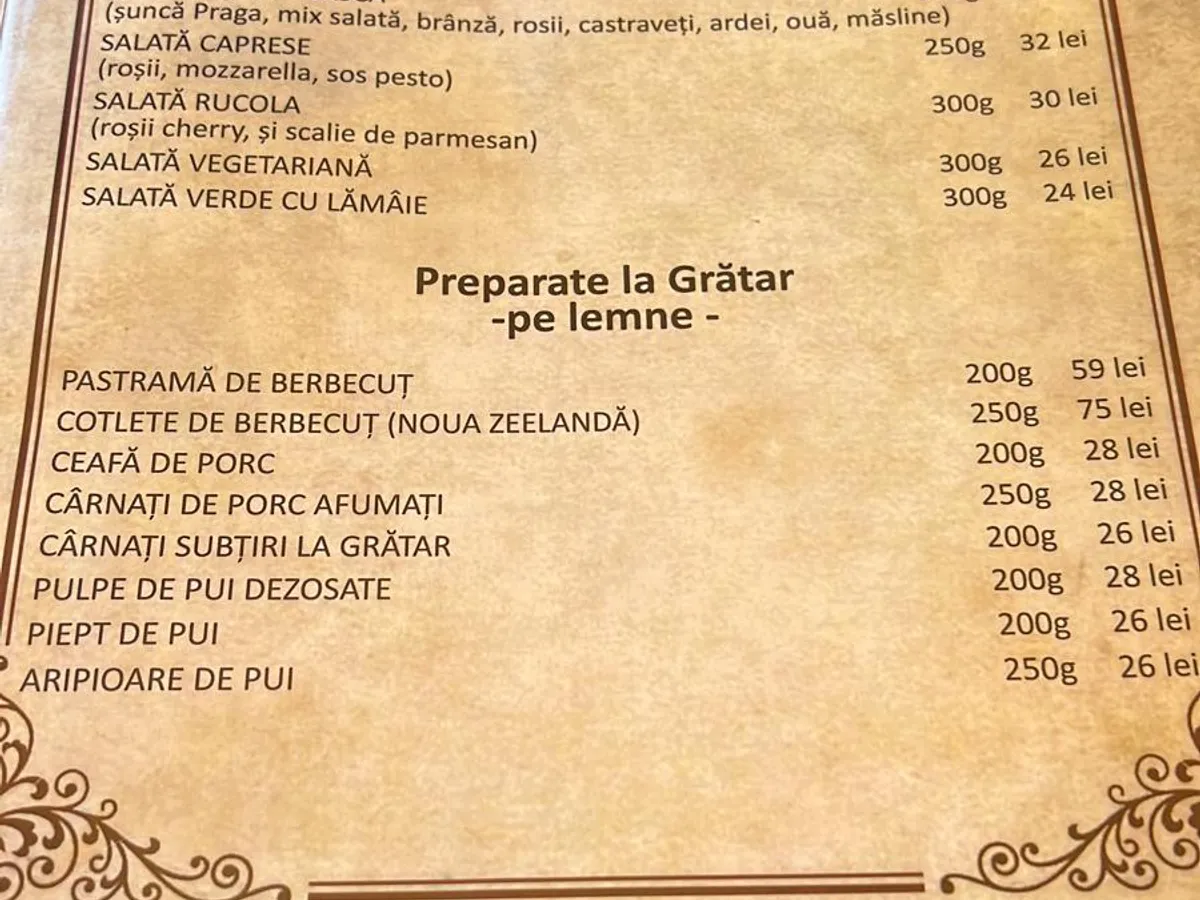 (șuncă Praga, mix salată, brânză, rosii, castraveți, ardei, ouă, măsline)
SALATĂ CAPRESE 250g 32 lei
(roșii, mozzarella, sos pesto)
SALATĂ RUCOLA 300g 30 lei
(roșii cherry, și scalie de parmesan)
SALATĂ VEGETARIANĂ 300g 26 lei
SALATĂ VERDE CU LĂMÂIE 300g 24 lei
Preparate la Grătar
-pe lemne -
PASTRAMĂ DE BERBECUȚ 200g 59 lei
COTLETE DE BERBECUȚ (NOUA ZEELANDĂ) 250g 75 lei
CEAFĂ DE PORC 200g 28 lei
CÂRNAȚI DE PORC AFUMAȚI 250g 28 lei
CÂRNAȚI SUBȚIRI LA GRĂTAR 200g 26 lei
PULPE DE PUI DEZOSATE 200g 28 lei
PIEPT DE PUI 200g 26 lei
ARIPIOARE DE PUI 250g 26 lei